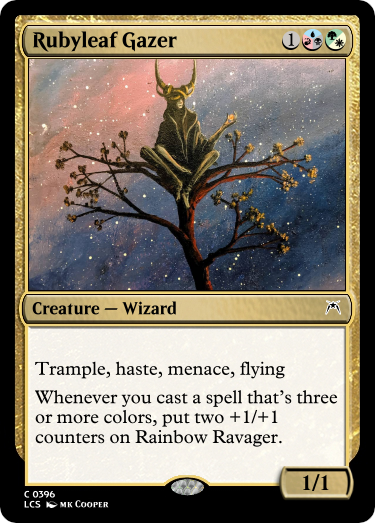 Rubyleaf Gazer 1
Creature — Wizard
Trample, haste, menace, flying
Whenever you cast a spell that's three
or more colors, put two +1/+1
counters on Rainbow Ravager.
1/1
C 0396
LCS MK COOPER